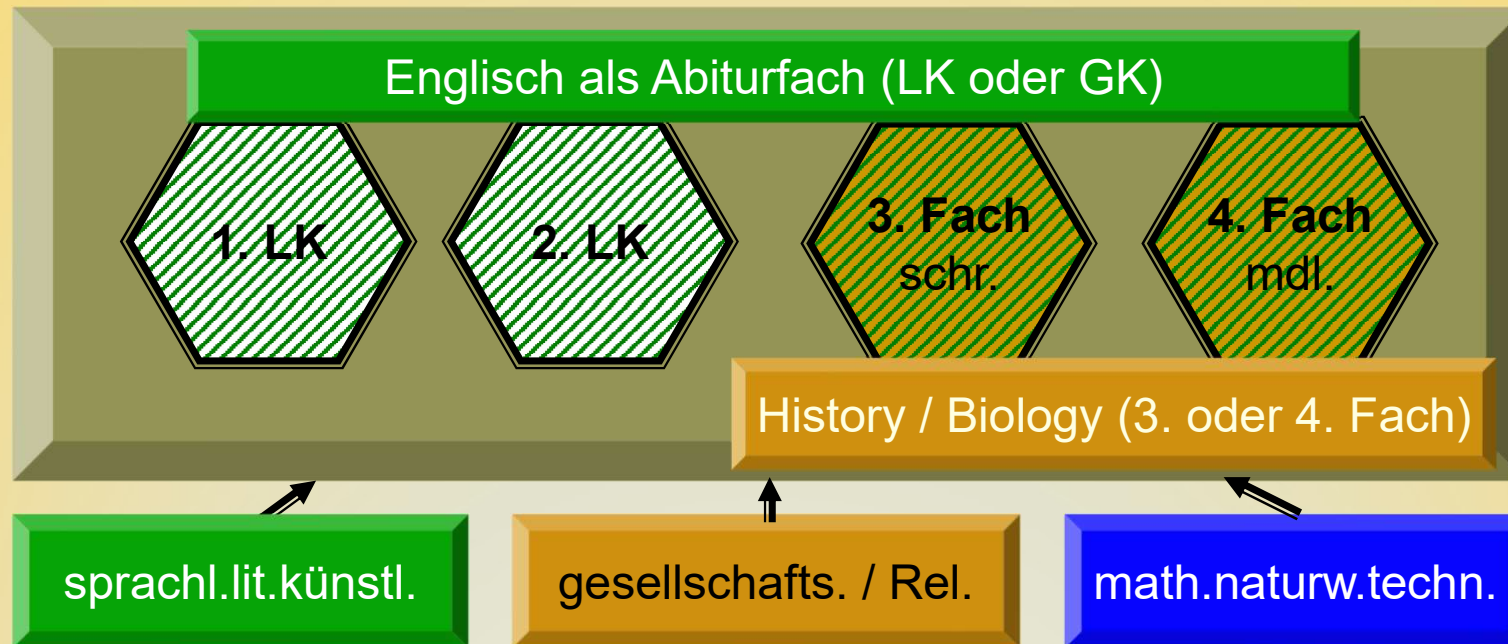 Englisch als Abiturfach (LK oder GK)
1. LK
2. LK
3. Fach
schr.
4. Fach
mdl.
History / Biology (3. oder 4. Fach)
sprachl.lit.künstl.
gesellschafts. / Rel.
math.naturw.techn.